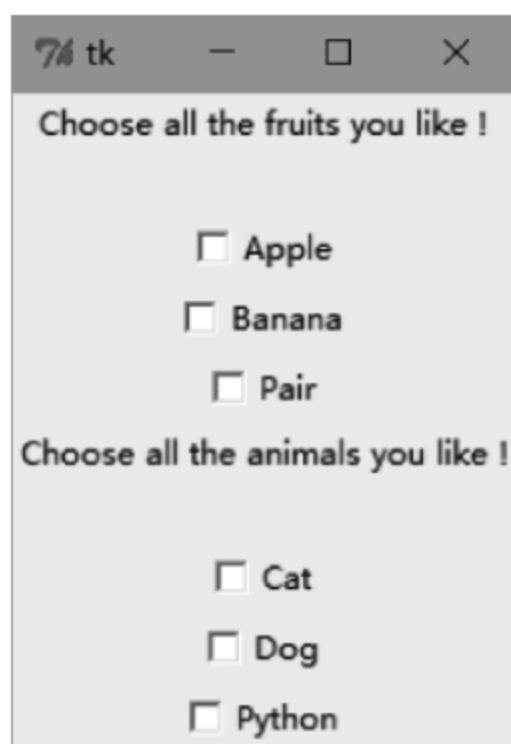 tk
Choose all the fruits you like !
Apple
Banana
Pair
Choose all the animals you like !
Cat
Dog
Python